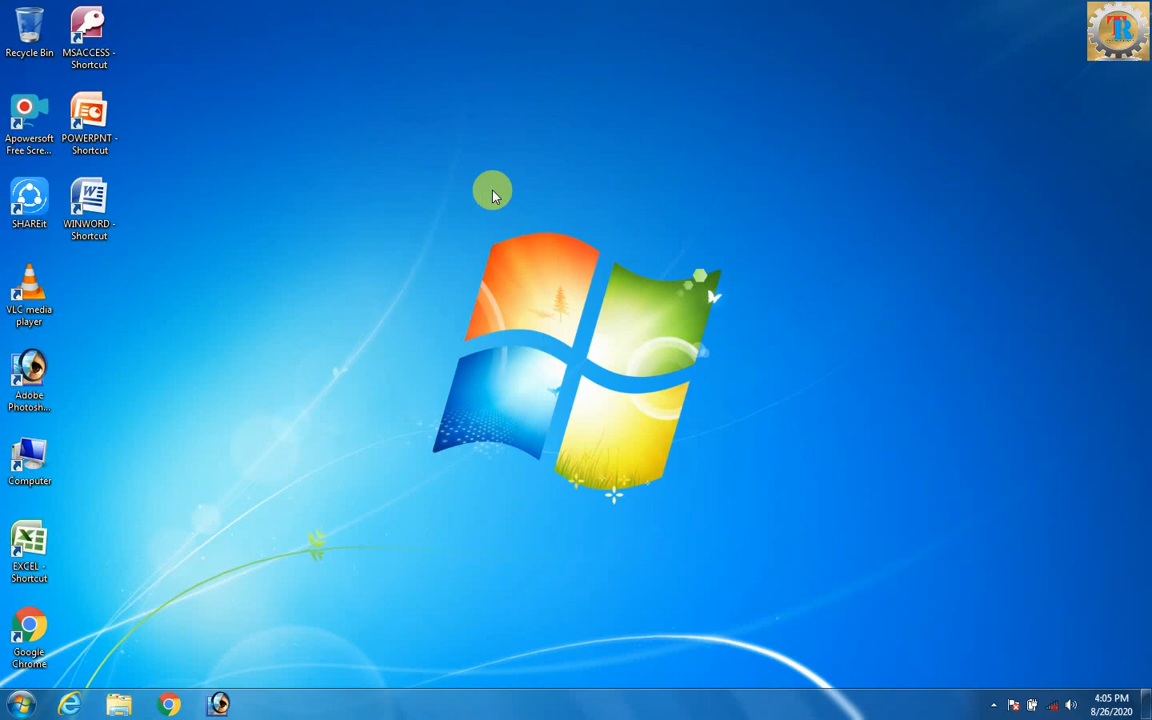 Recycle Bin
MSACCESS -
Shortcut
Apowersoft
Free Scre...
POWERPNT -
Shortcut
SHAREit
WINWORD -
Shortcut
VLC media
player
Adobe
Photosh...
Computer
EXCEL -
Shortcut
Google
Chrome
TR
4:05 PM
8/26/2020